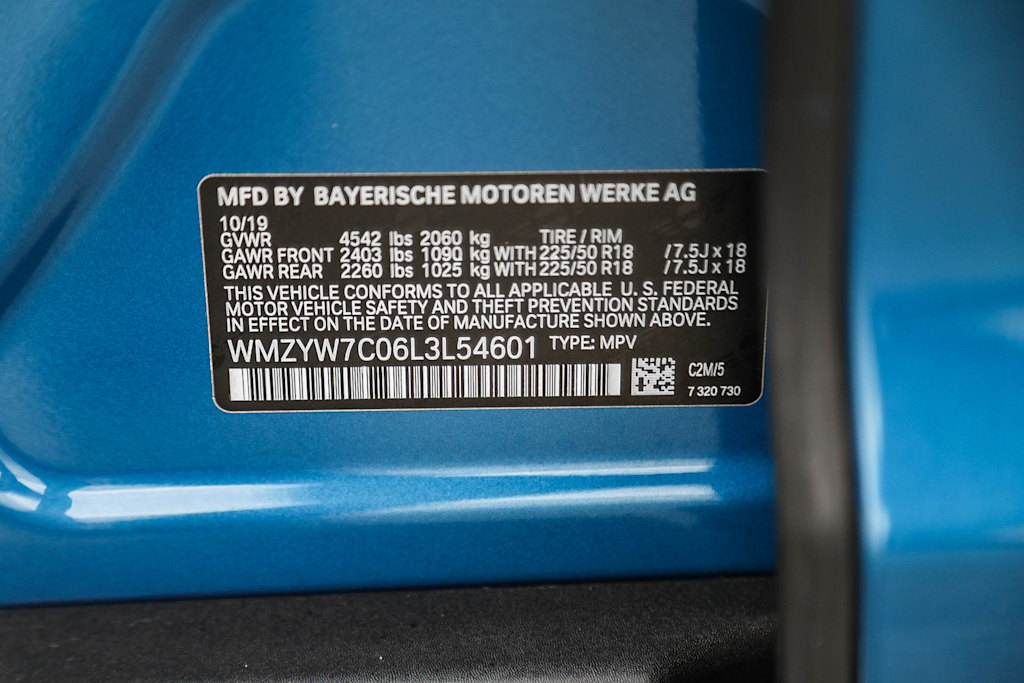 MFD BY BAYERISCHE MOTOREN WERKE AG
10/19
GVWR 4542 lbs 2060 kg TIRE / RIM
GAWR FRONT 2403 lbs 1090 kg WITH 225/50 R18 /7.5J x 18
GAWR REAR 2260 lbs 1025 kg WITH 225/50 R18 /7.5J x 18
THIS VEHICLE CONFORMS TO ALL APPLICABLE U. S. FEDERAL
MOTOR VEHICLE SAFETY AND THEFT PREVENTION STANDARDS
IN EFFECT ON THE DATE OF MANUFACTURE SHOWN ABOVE.
WMZYW7C06L3L54601 TYPE: MPV
C2M/5
7 320 730